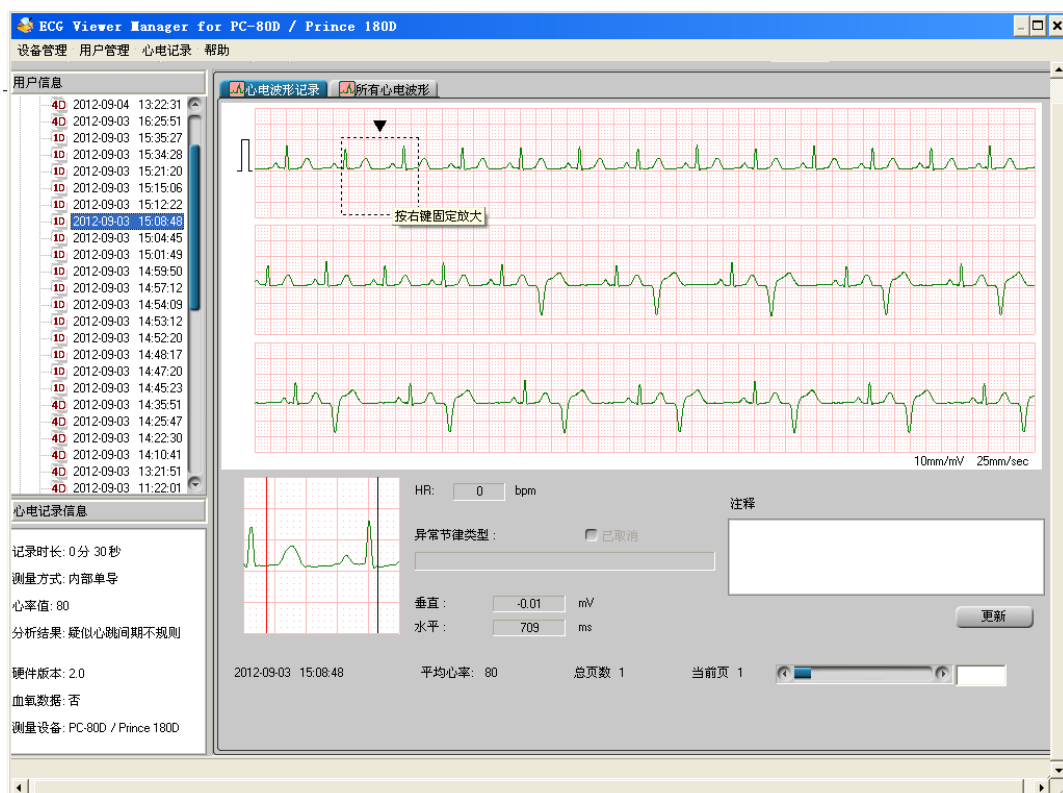 ECG Viewer Manager for PC-80D / Prince 180D
设备管理 用户管理 心电记录 帮助
用户信息
心电波形记录 所有心电波形
4D 2012-09-04 13:22:31
4D 2012-09-03 16:25:51
1D 2012-09-03 15:35:27
1D 2012-09-03 15:34:28
1D 2012-09-03 15:21:20
1D 2012-09-03 15:15:06
1D 2012-09-03 15:12:22
1D 2012-09-03 15:08:48
1D 2012-09-03 15:04:45
1D 2012-09-03 15:01:49
1D 2012-09-03 14:59:50
1D 2012-09-03 14:57:12
1D 2012-09-03 14:54:09
1D 2012-09-03 14:53:12
1D 2012-09-03 14:52:20
1D 2012-09-03 14:48:17
1D 2012-09-03 14:47:20
1D 2012-09-03 14:45:23
4D 2012-09-03 14:35:51
4D 2012-09-03 14:25:47
4D 2012-09-03 14:22:30
4D 2012-09-03 14:10:41
4D 2012-09-03 13:21:51
4D 2012-09-03 11:22:01
按右键固定放大
10mm/mV 25mm/sec
心电记录信息
记录时长: 0分 30秒
测量方式: 内部单导
心率值: 80
分析结果: 疑似心跳间期不规则
硬件版本: 2.0
血氧数据: 否
测量设备: PC-80D / Prince 180D
HR: 0 bpm
异常节律类型 : 已取消
垂直 : -0.01 mV
水平 : 709 ms
注释
更新
2012-09-03 15:08:48 平均心率: 80 总页数 1 当前页 1